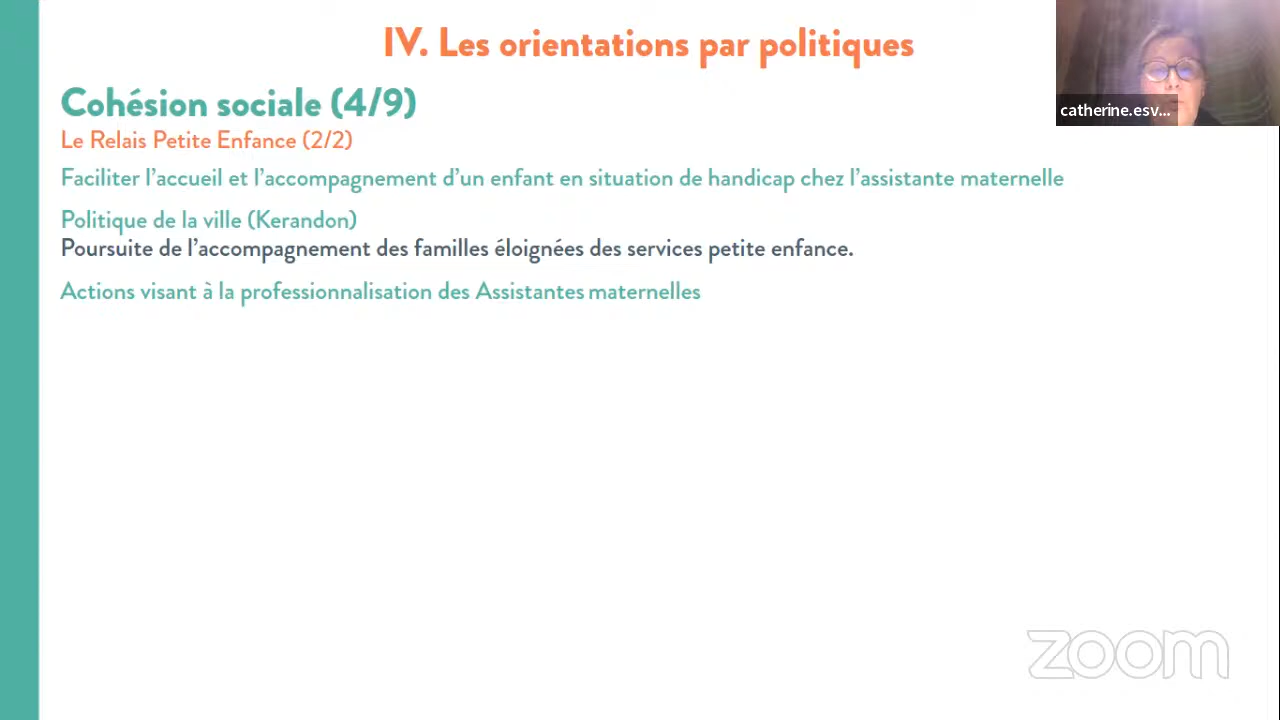 IV. Les orientations par politiques
catherine.esv...
Cohésion sociale (4/9)
Le Relais Petite Enfance (2/2)
Faciliter l'accueil et l'accompagnement d'un enfant en situation de handicap chez l'assistante maternelle
Politique de la ville (Kerandon)
Poursuite de l'accompagnement des familles éloignées des services petite enfance.
Actions visant à la professionnalisation des Assistantes maternelles
zoom